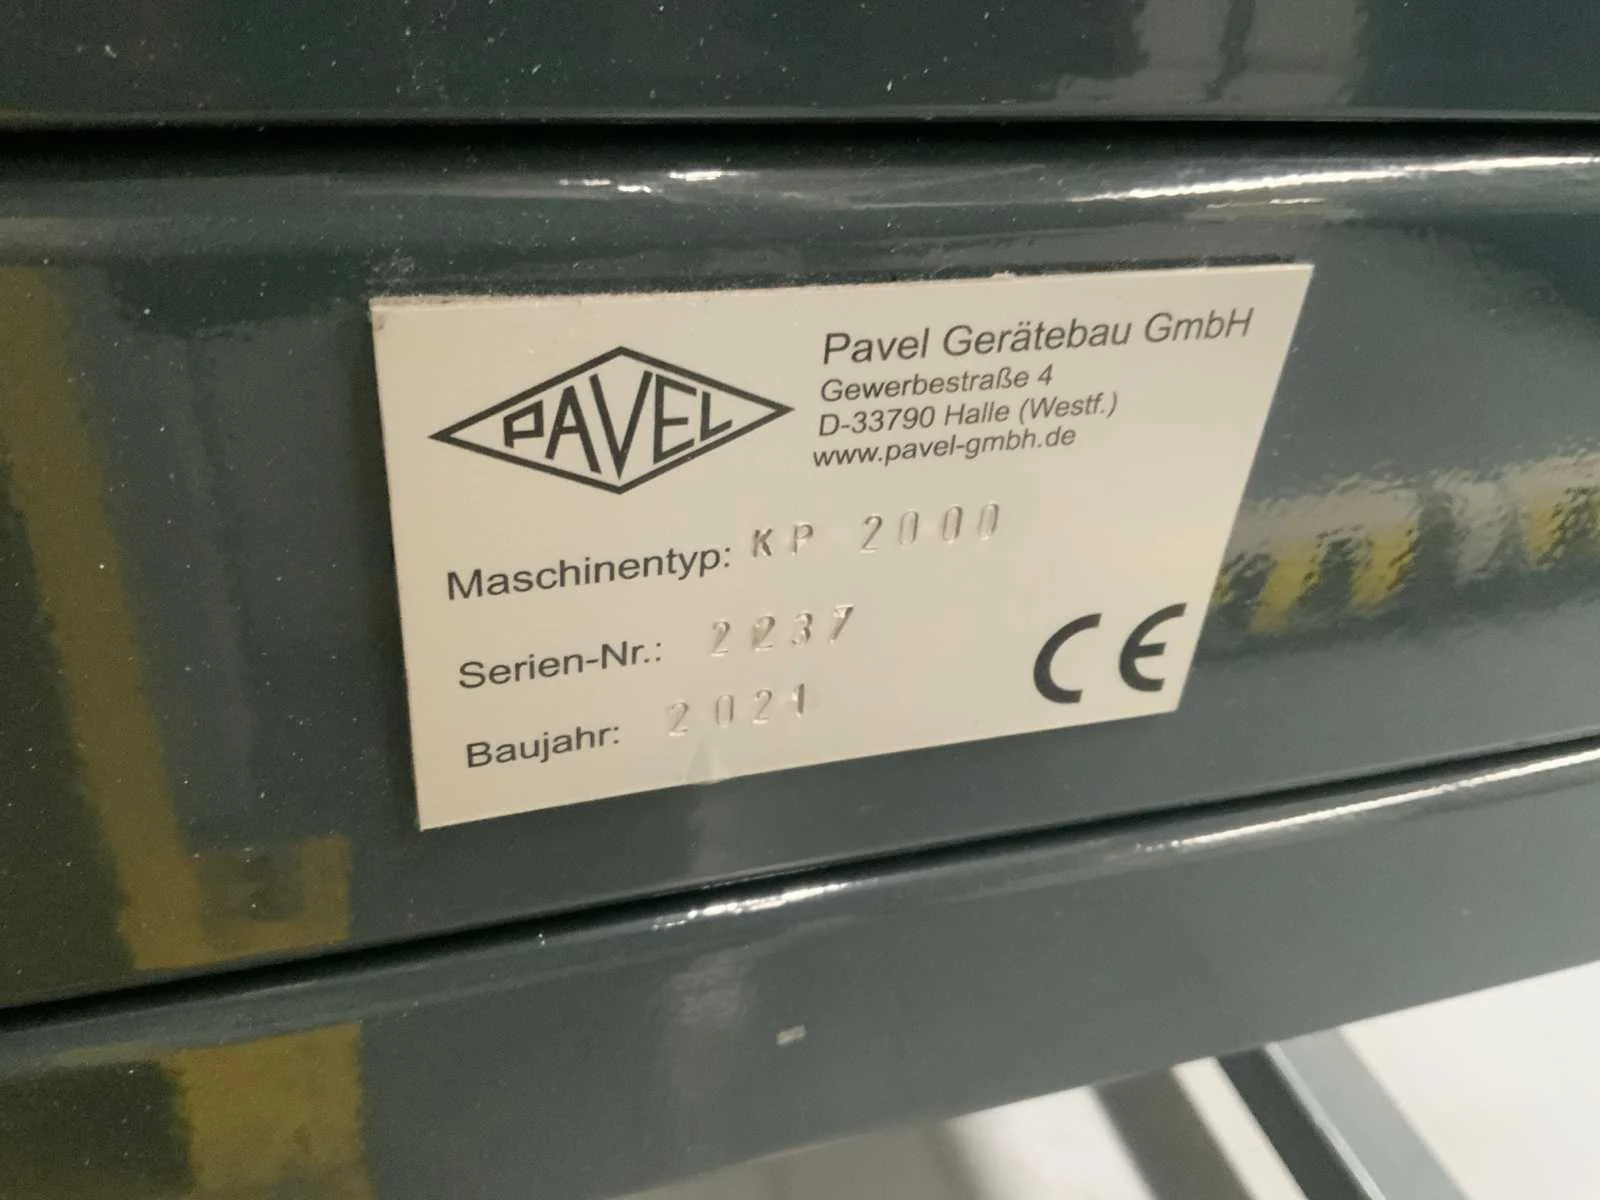 PAVEL
Pavel Gerätebau GmbH
Gewerbestraße 4
D-33790 Halle (Westf.)
www.pavel-gmbh.de
Maschinentyp: KP 2000
Serien-Nr.: 2237
Baujahr: 2021
CE